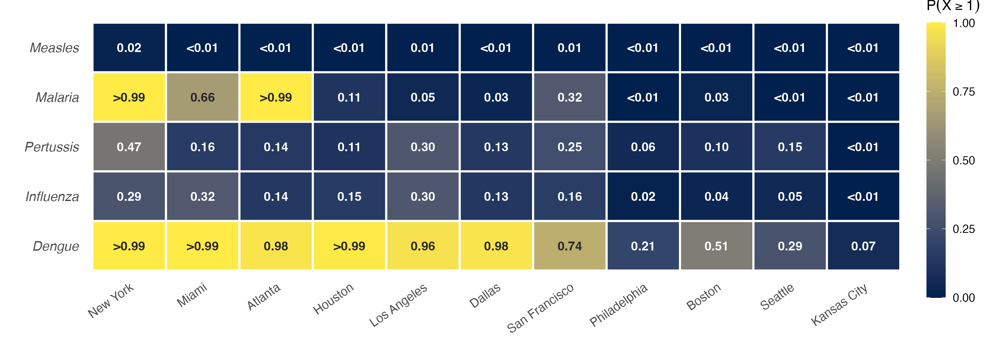 P(X ≥ 1)
1.00
Measles 0.02 <0.01 <0.01 <0.01 0.01 <0.01 0.01 <0.01 <0.01 <0.01 <0.01
Malaria >0.99 0.66 >0.99 0.11 0.05 0.03 0.32 <0.01 0.03 <0.01 <0.01
0.75
Pertussis 0.47 0.16 0.14 0.11 0.30 0.13 0.25 0.06 0.10 0.15 <0.01
0.50
Influenza 0.29 0.32 0.14 0.15 0.30 0.13 0.16 0.02 0.04 0.05 <0.01
0.25
Dengue >0.99 >0.99 0.98 >0.99 0.96 0.98 0.74 0.21 0.51 0.29 0.07
0.00
New York Miami Atlanta Houston Los Angeles Dallas San Francisco Philadelphia Boston Seattle Kansas City